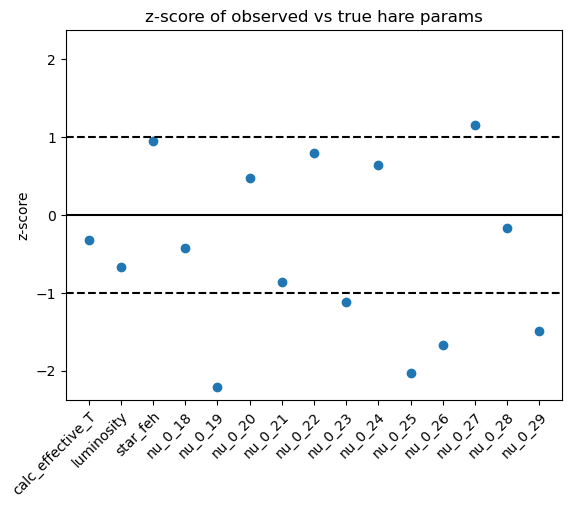 z-score of observed vs true hare params
z-score
2
1
0
−1
−2
calc_effective_T
luminosity
star_feh
nu_0_18
nu_0_19
nu_0_20
nu_0_21
nu_0_22
nu_0_23
nu_0_24
nu_0_25
nu_0_26
nu_0_27
nu_0_28
nu_0_29